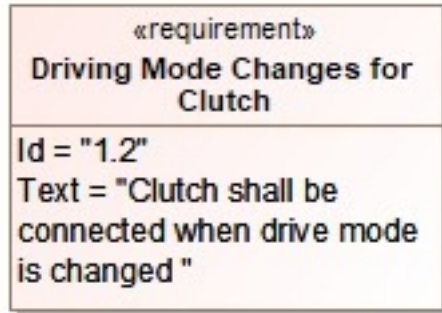 «requirement»
Driving Mode Changes for
Clutch
Id = "1.2"
Text = "Clutch shall be
connected when drive mode
is changed "